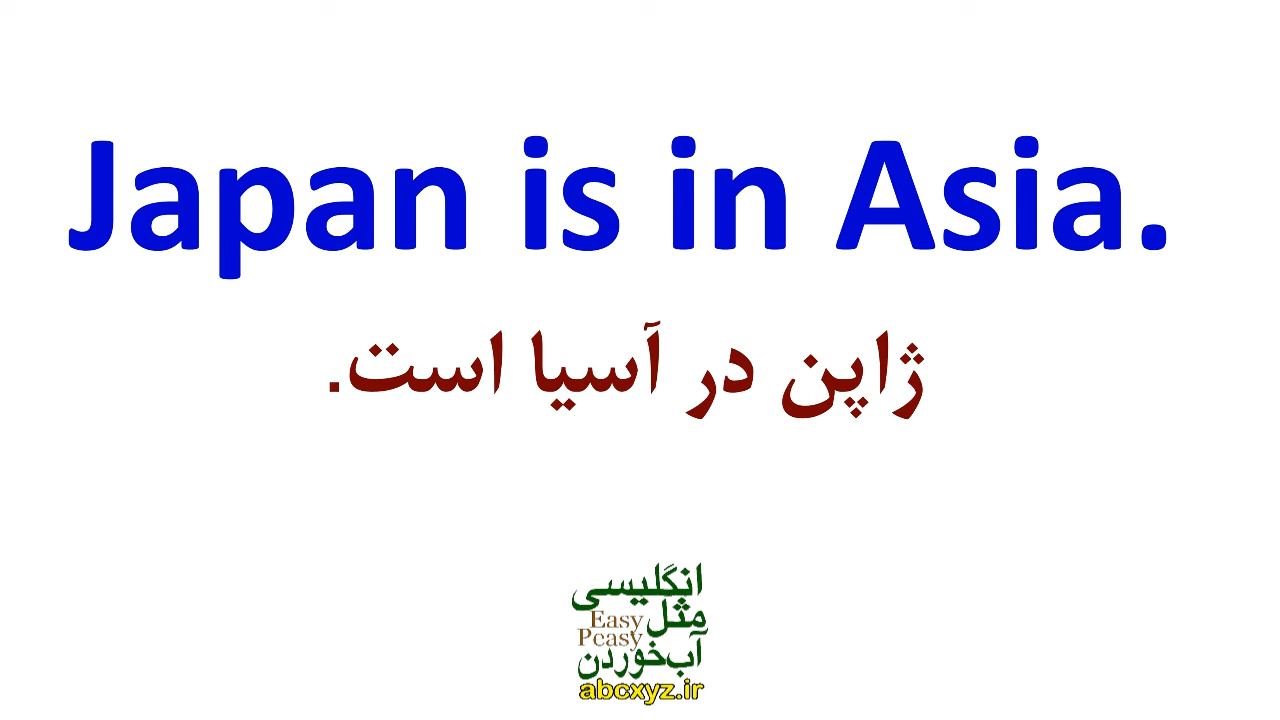 Japan is in Asia.
ژاپن در آسیا است.
انگلیسی
مثل
Easy
Peasy
آب‌خوردن
abcxyz.ir